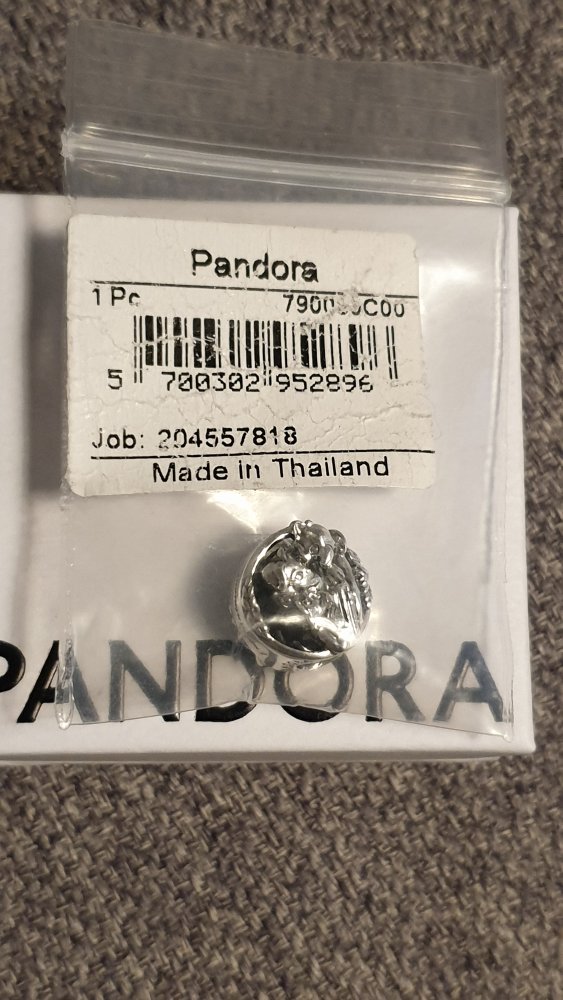 Pandora
1 Pc
5 700302 952896
Job: 204557818
Made in Thailand
PANDORA